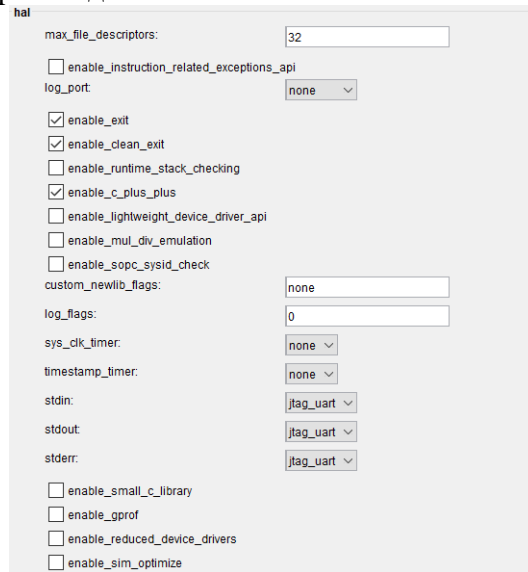 hal
max_file_descriptors: 32
enable_instruction_related_exceptions_api
log_port: none
enable_exit
enable_clean_exit
enable_runtime_stack_checking
enable_c_plus_plus
enable_lightweight_device_driver_api
enable_mul_div_emulation
enable_sopc_sysid_check
custom_newlib_flags: none
log_flags: 0
sys_clk_timer: none
timestamp_timer: none
stdin: jtag_uart
stdout: jtag_uart
stderr: jtag_uart
enable_small_c_library
enable_gprof
enable_reduced_device_drivers
enable_sim_optimize